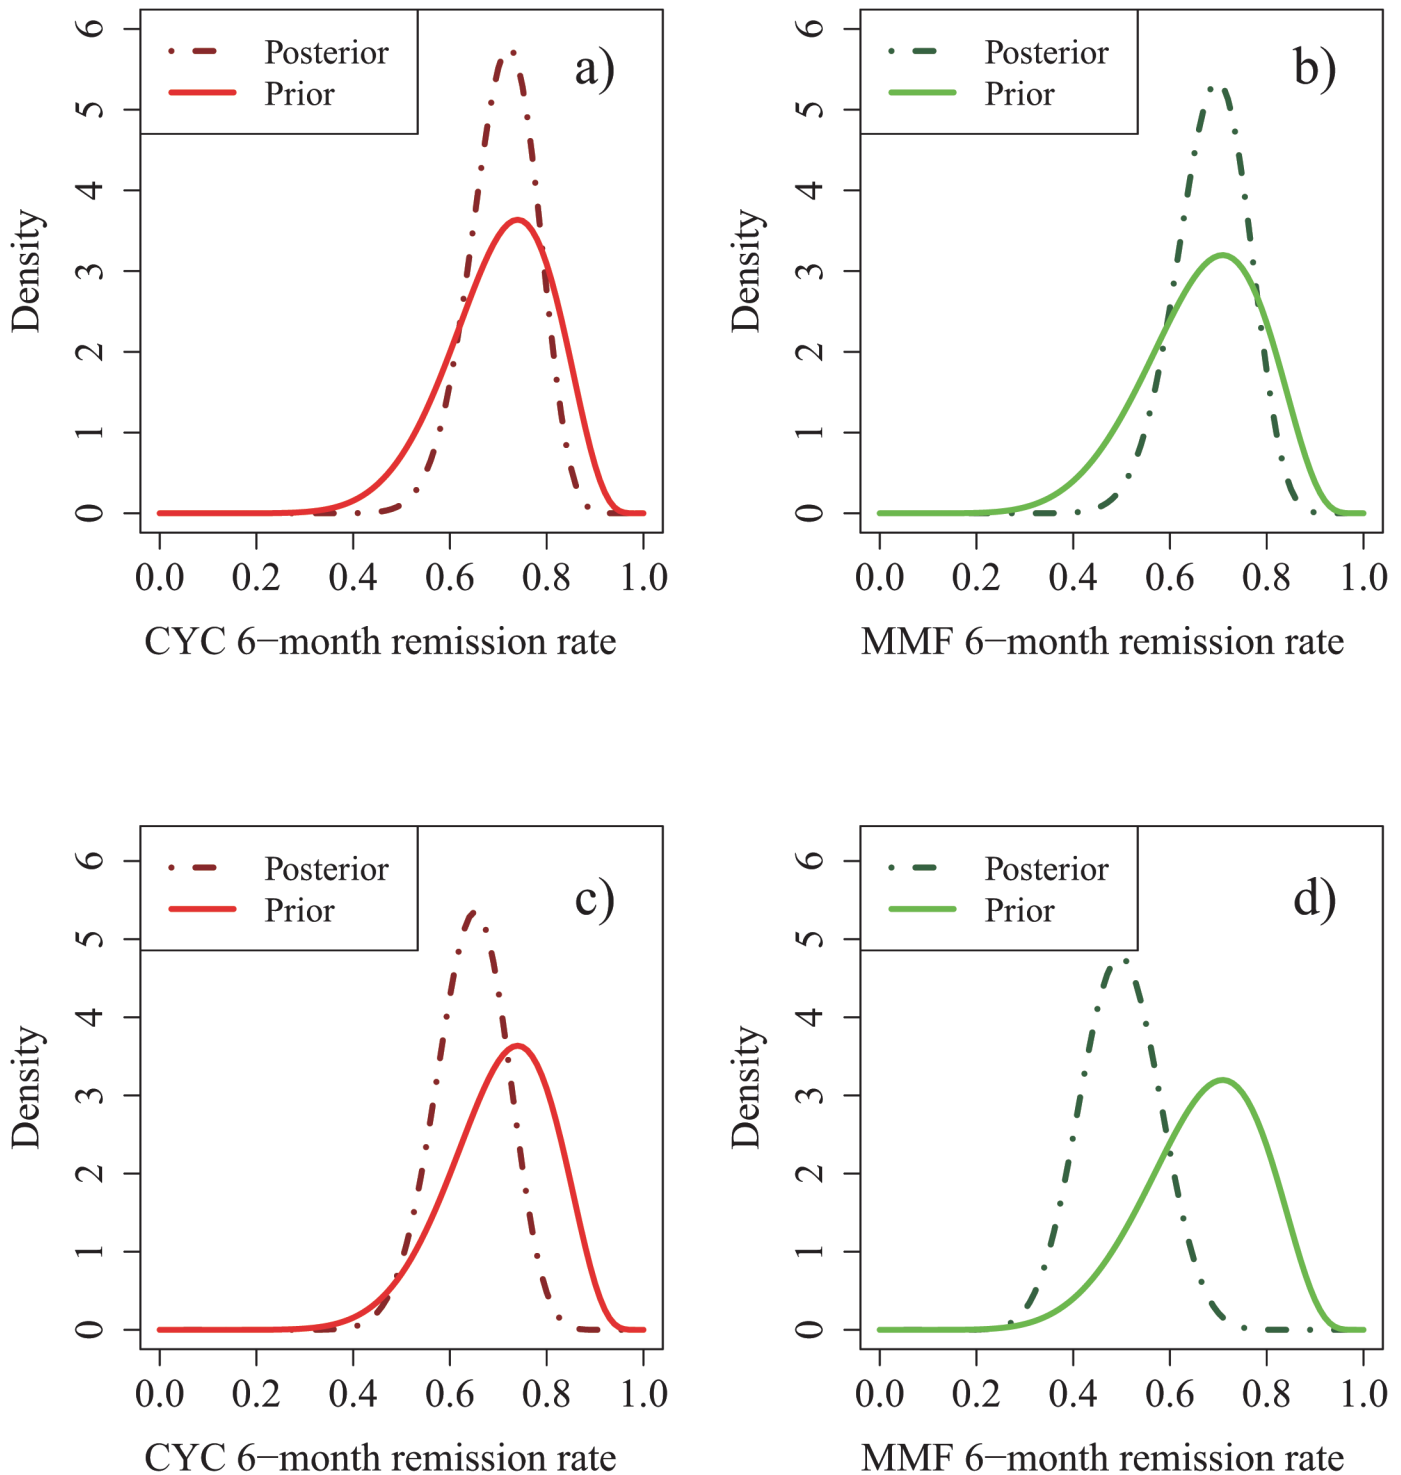 Posterior
Prior
a)
0 1 2 3 4 5 6
Density
0.0 0.2 0.4 0.6 0.8 1.0
CYC 6−month remission rate
Posterior
Prior
b)
0 1 2 3 4 5 6
Density
0.0 0.2 0.4 0.6 0.8 1.0
MMF 6−month remission rate
Posterior
Prior
c)
0 1 2 3 4 5 6
Density
0.0 0.2 0.4 0.6 0.8 1.0
CYC 6−month remission rate
Posterior
Prior
d)
0 1 2 3 4 5 6
Density
0.0 0.2 0.4 0.6 0.8 1.0
MMF 6−month remission rate